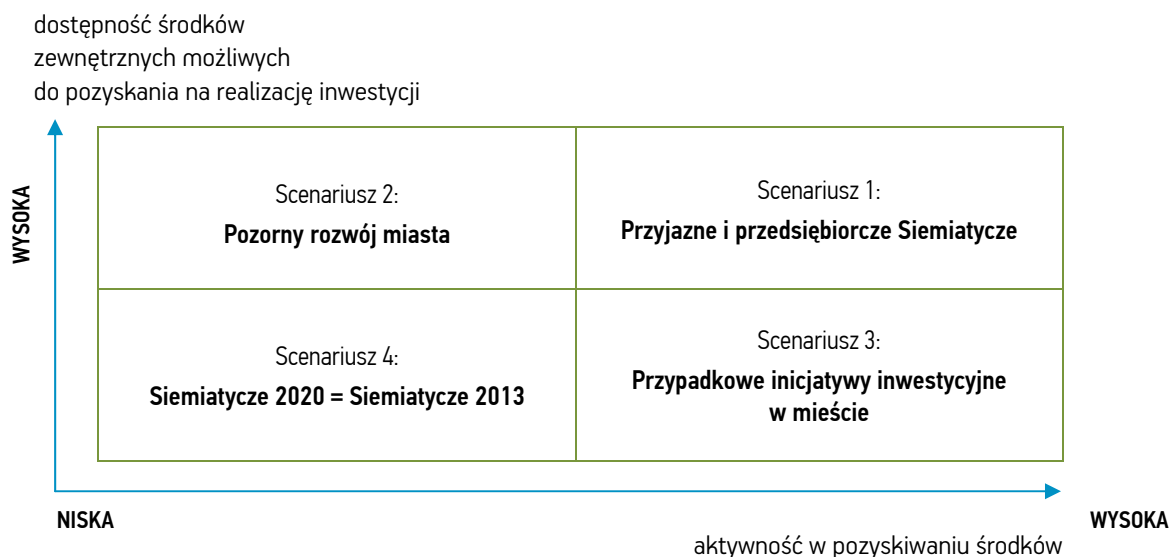 dostępność środków
zewnętrznych możliwych
do pozyskania na realizację inwestycji
WYSOKA
Scenariusz 2:
Pozorny rozwój miasta
Scenariusz 1:
Przyjazne i przedsiębiorcze Siemiatycze
Scenariusz 4:
Siemiatycze 2020 = Siemiatycze 2013
Scenariusz 3:
Przypadkowe inicjatywy inwestycyjne
w mieście
NISKA
WYSOKA
aktywność w pozyskiwaniu środków